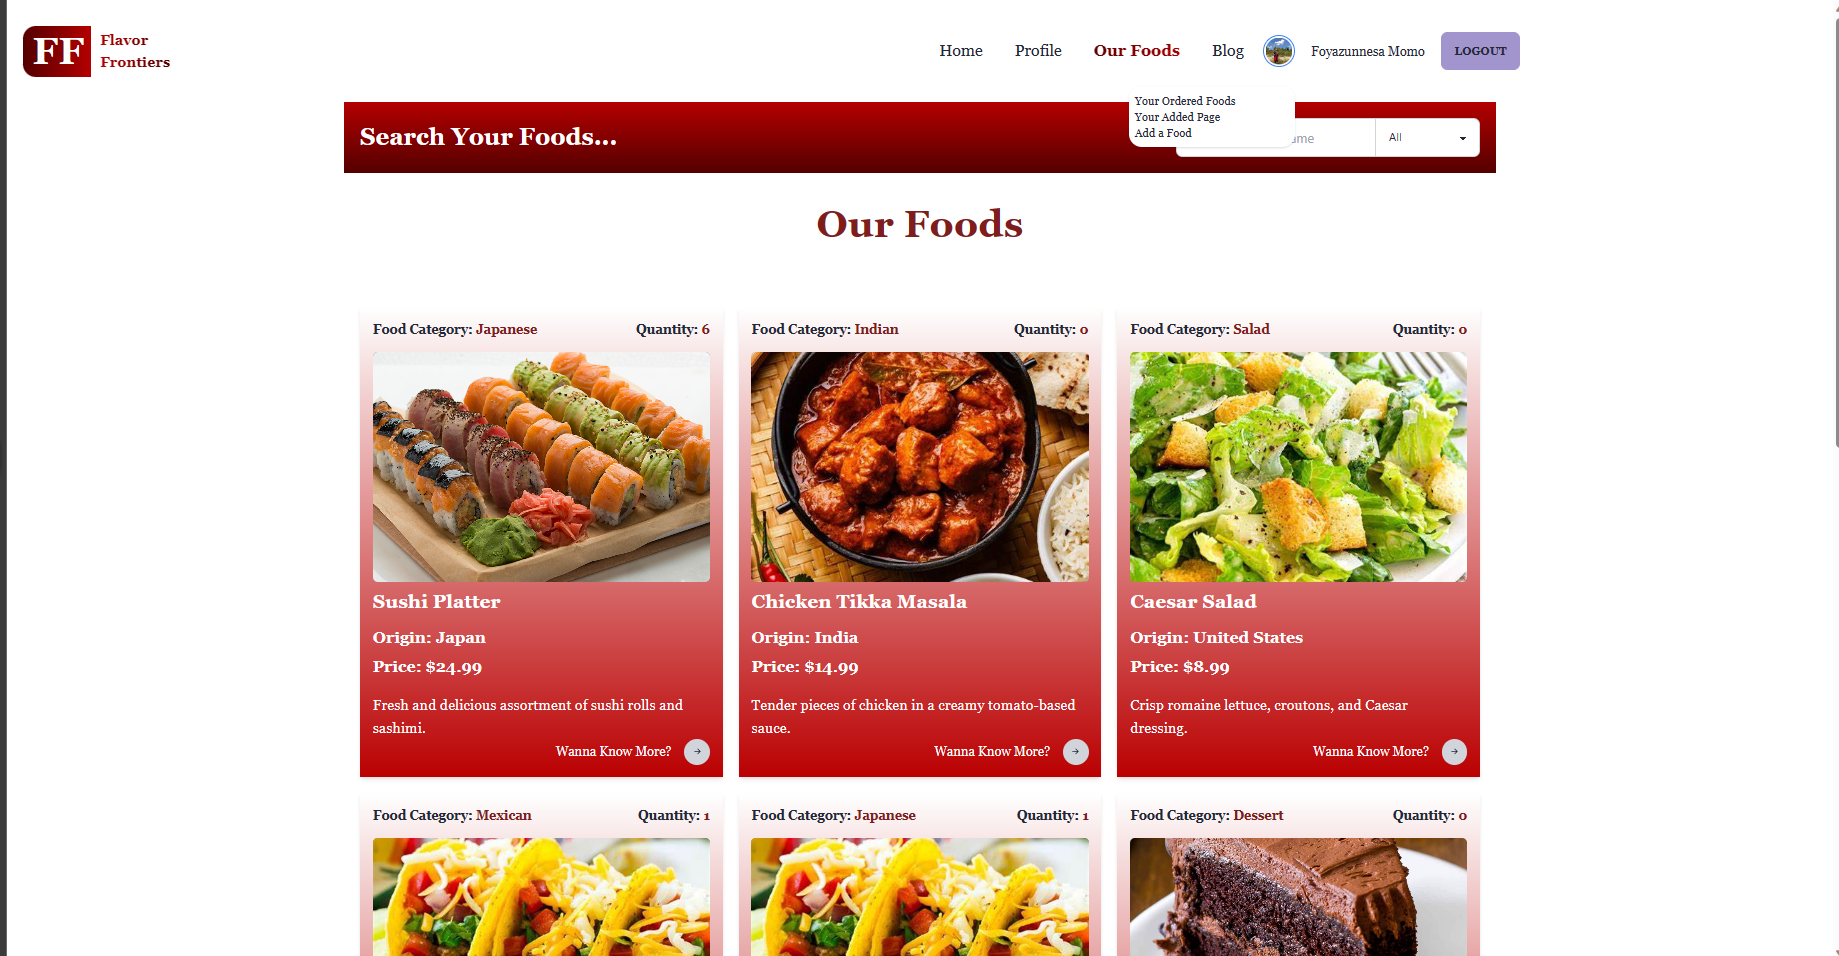 FF
Flavor
Frontiers
Home
Profile
Our Foods
Blog
Foyazunnesa Momo
LOGOUT
Your Ordered Foods
Your Added Page
Add a Food
Search Your Foods...
All
Our Foods
Food Category: Japanese
Quantity: 6
Sushi Platter
Origin: Japan
Price: $24.99
Fresh and delicious assortment of sushi rolls and
sashimi.
Wanna Know More?
Food Category: Indian
Quantity: 0
Chicken Tikka Masala
Origin: India
Price: $14.99
Tender pieces of chicken in a creamy tomato-based
sauce.
Wanna Know More?
Food Category: Salad
Quantity: 0
Caesar Salad
Origin: United States
Price: $8.99
Crisp romaine lettuce, croutons, and Caesar
dressing.
Wanna Know More?
Food Category: Mexican
Quantity: 1
Food Category: Japanese
Quantity: 1
Food Category: Dessert
Quantity: 0